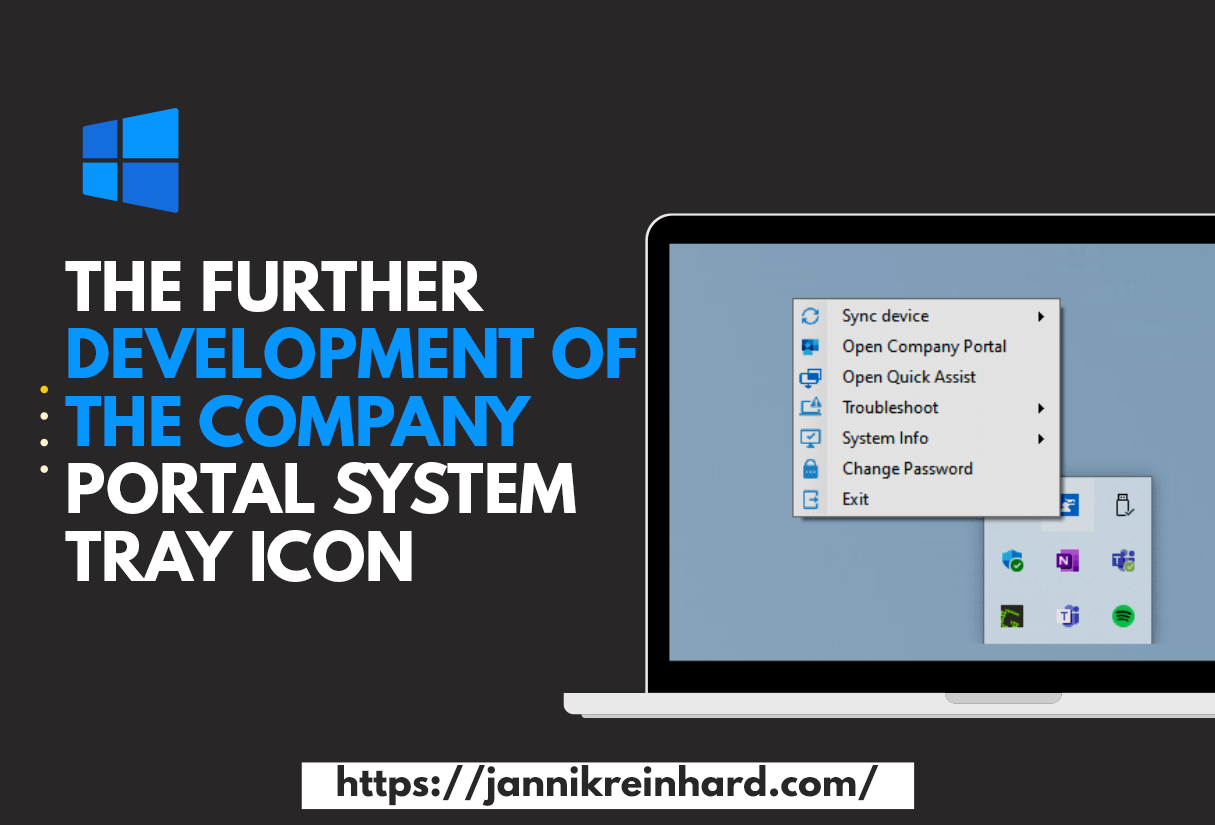 THE FURTHER
DEVELOPMENT OF
THE COMPANY
PORTAL SYSTEM
TRAY ICON
Sync device
Open Company Portal
Open Quick Assist
Troubleshoot
System Info
Change Password
Exit
N
T
T
https://jannikreinhard.com/